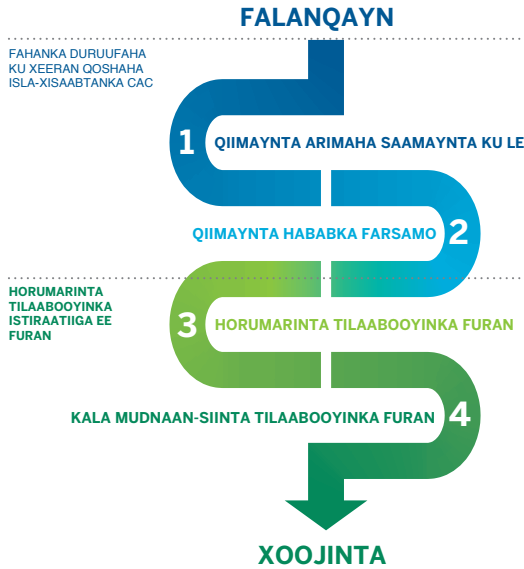 FALANQAYN
FAHANKA DURUUFAHA
KU XEERAN QOSHAHA
ISLA-XISAABTANKA CAC
1 QIIMAYNTA ARIMAHA SAAMAYNTA KU LE
QIIMAYNTA HABABKA FARSAMO 2
HORUMARINTA
TILAABOOYINKA
ISTIRAATIIGA EE
FURAN
3 HORUMARINTA TILAABOOYINKA FURAN
KALA MUDNAAN-SIINTA TILAABOOYINKA FURAN 4
XOOJINTA